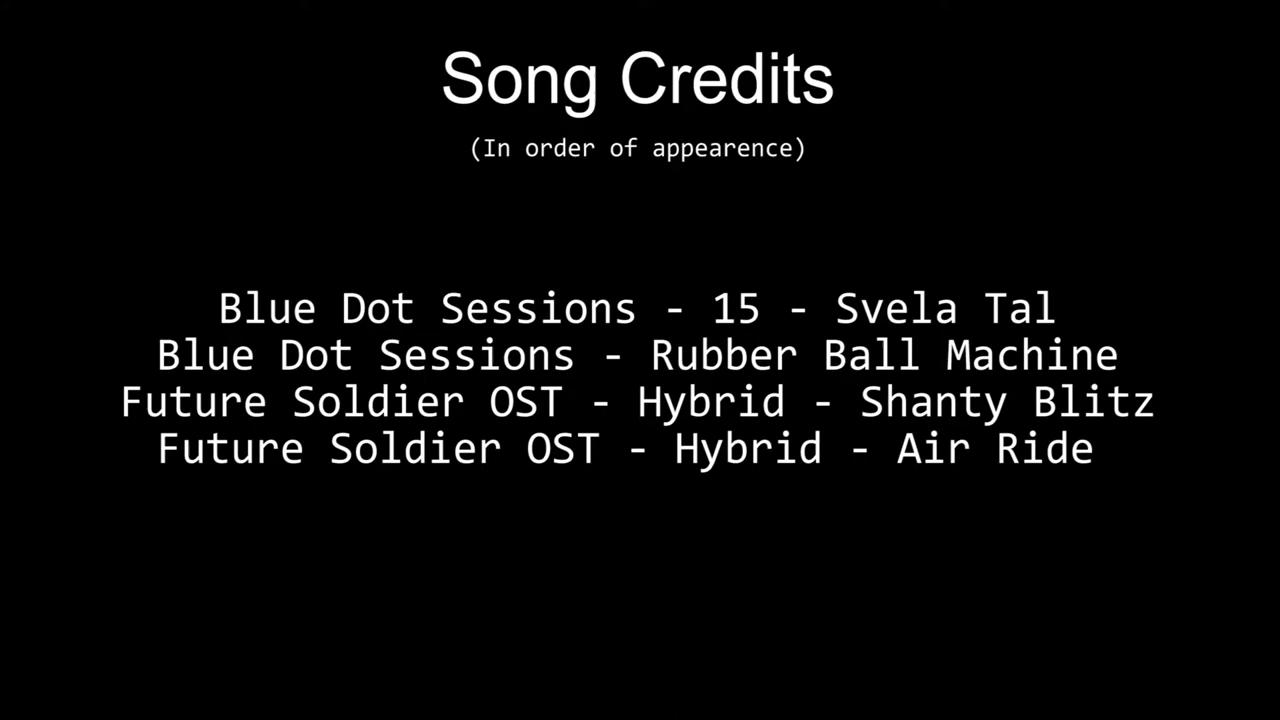 Song Credits
(In order of appearence)
Blue Dot Sessions - 15 - Svela Tal
Blue Dot Sessions - Rubber Ball Machine
Future Soldier OST - Hybrid - Shanty Blitz
Future Soldier OST - Hybrid - Air Ride